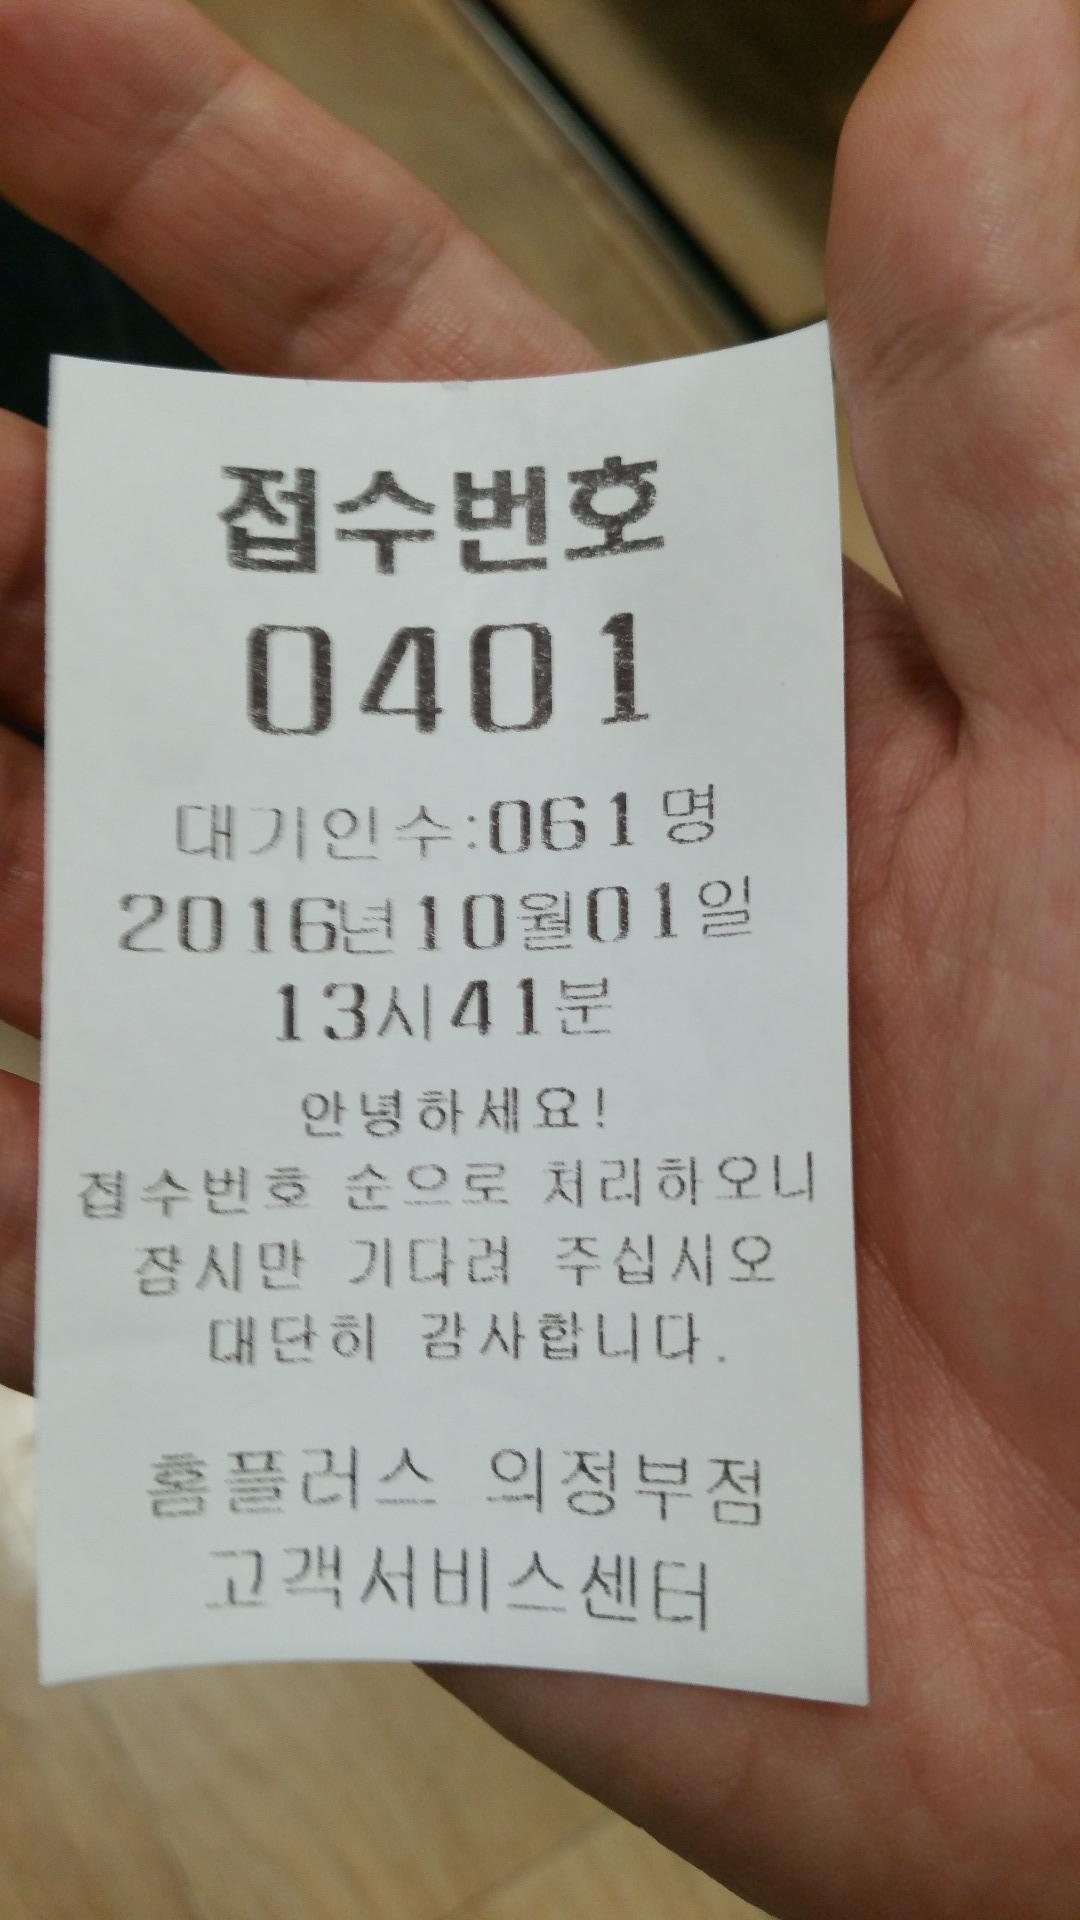 접수번호
0401
대기인수:061명
2016년10월01일
13시41분
안녕하세요!
접수번호 순으로 처리하오니
잠시만 기다려 주십시오
대단히 감사합니다.
홈플러스 의정부점
고객서비스센터